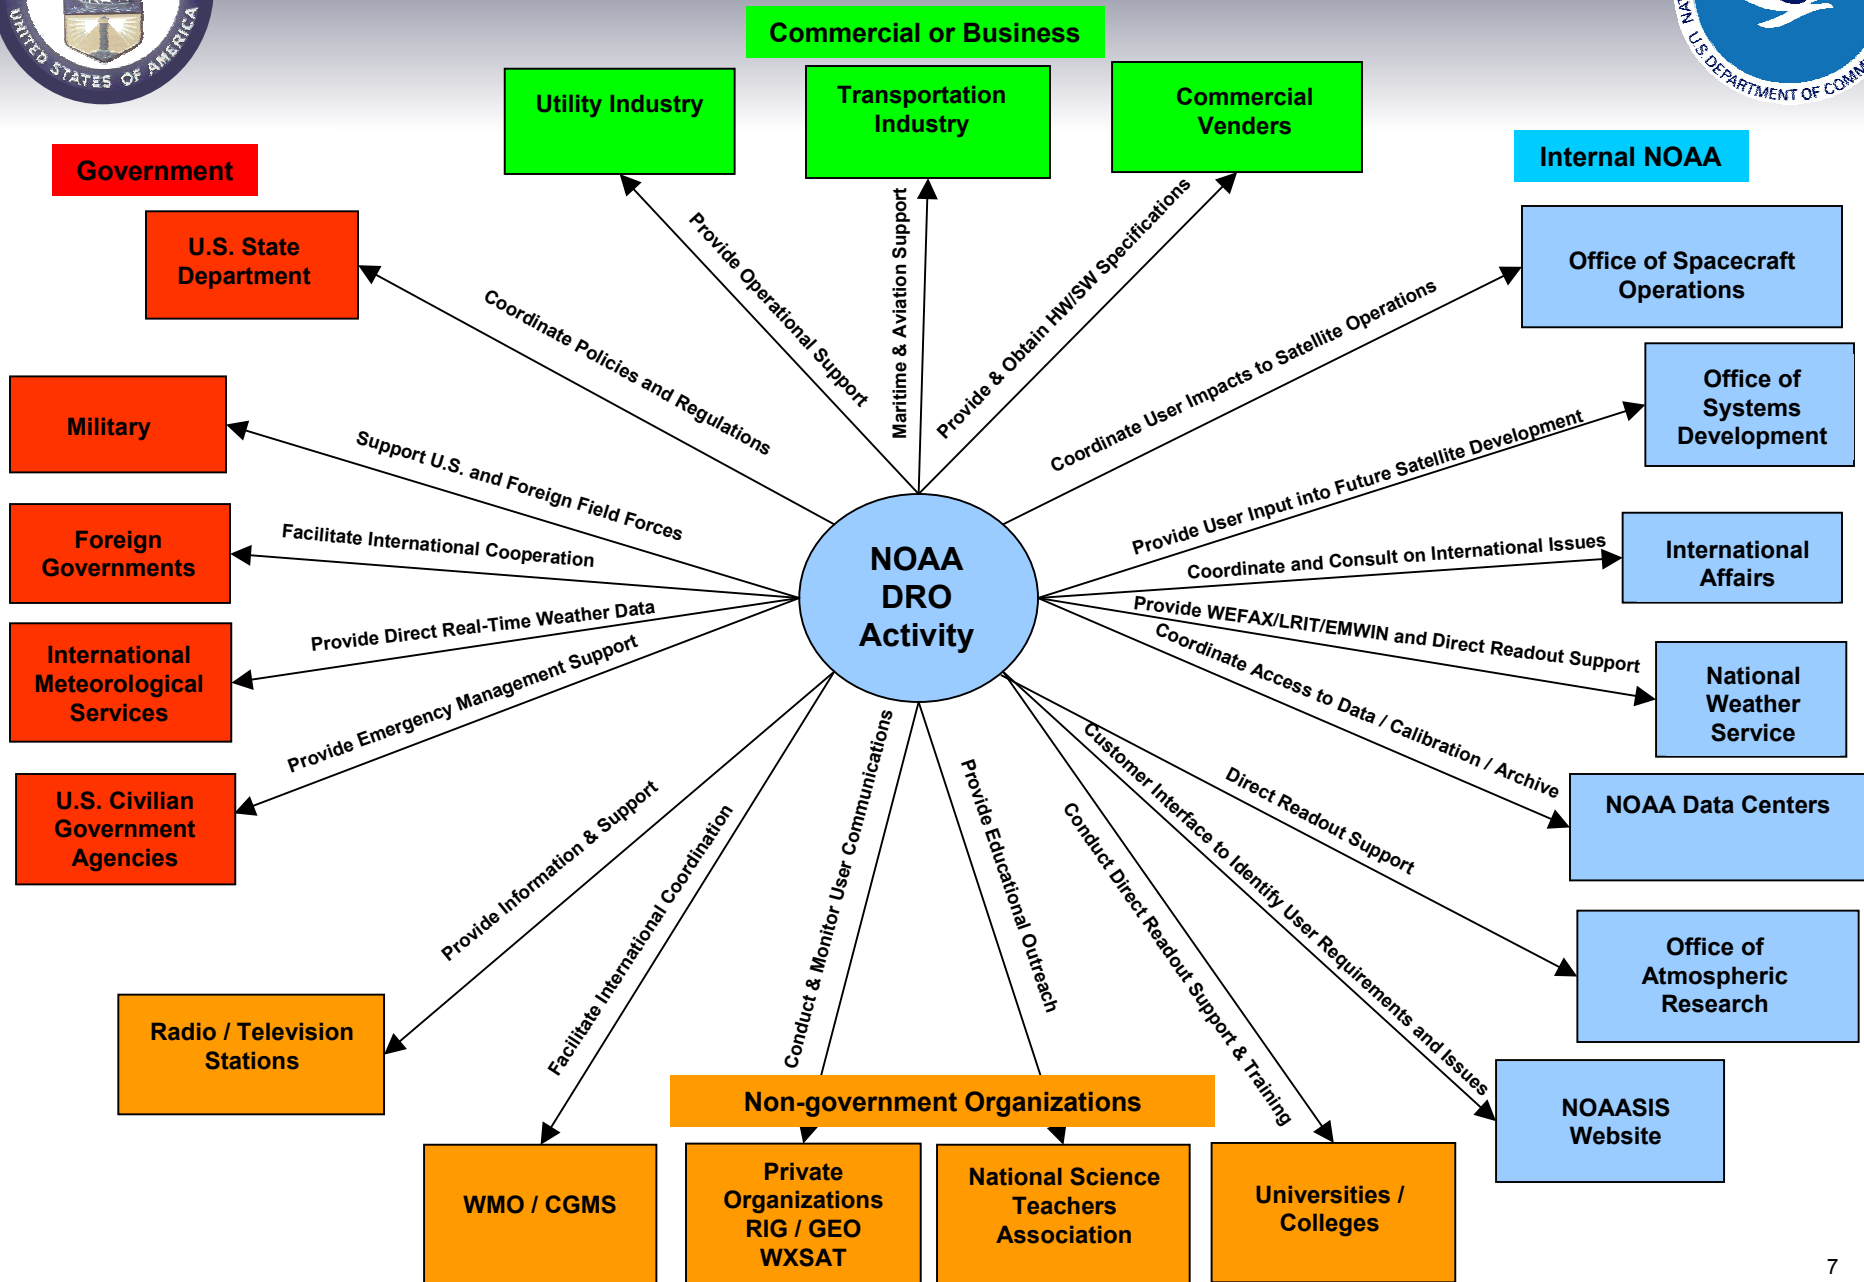 UNITED STATES OF AMERICA
U.S. DEPARTMENT OF COMM
Commercial or Business
Utility Industry
Transportation
Industry
Commercial
Venders
Government
Internal NOAA
U.S. State
Department
Military
Foreign
Governments
International
Meteorological
Services
U.S. Civilian
Government
Agencies
Office of Spacecraft
Operations
Office of
Systems
Development
International
Affairs
National
Weather
Service
NOAA Data Centers
Office of
Atmospheric
Research
NOAASIS
Website
Provide Operational Support
Maritime & Aviation Support
Provide & Obtain HW/SW Specifications
Coordinate Policies and Regulations
Support U.S. and Foreign Field Forces
Facilitate International Cooperation
Provide Direct Real-Time Weather Data
Provide Emergency Management Support
NOAA
DRO
Activity
Coordinate User Impacts to Satellite Operations
Provide User Input into Future Satellite Development
Coordinate and Consult on International Issues
Provide WEFAX/LRIT/EMWIN and Direct Readout Support
Coordinate Access to Data / Calibration / Archive
Direct Readout Support
Customer Interface to Identify User Requirements and Issues
Provide Information & Support
Facilitate International Coordination
Conduct & Monitor User Communications
Provide Educational Outreach
Conduct Direct Readout Support & Training
Radio / Television
Stations
Non-government Organizations
WMO / CGMS
Private
Organizations
RIG / GEO
WXSAT
National Science
Teachers
Association
Universities /
Colleges
7